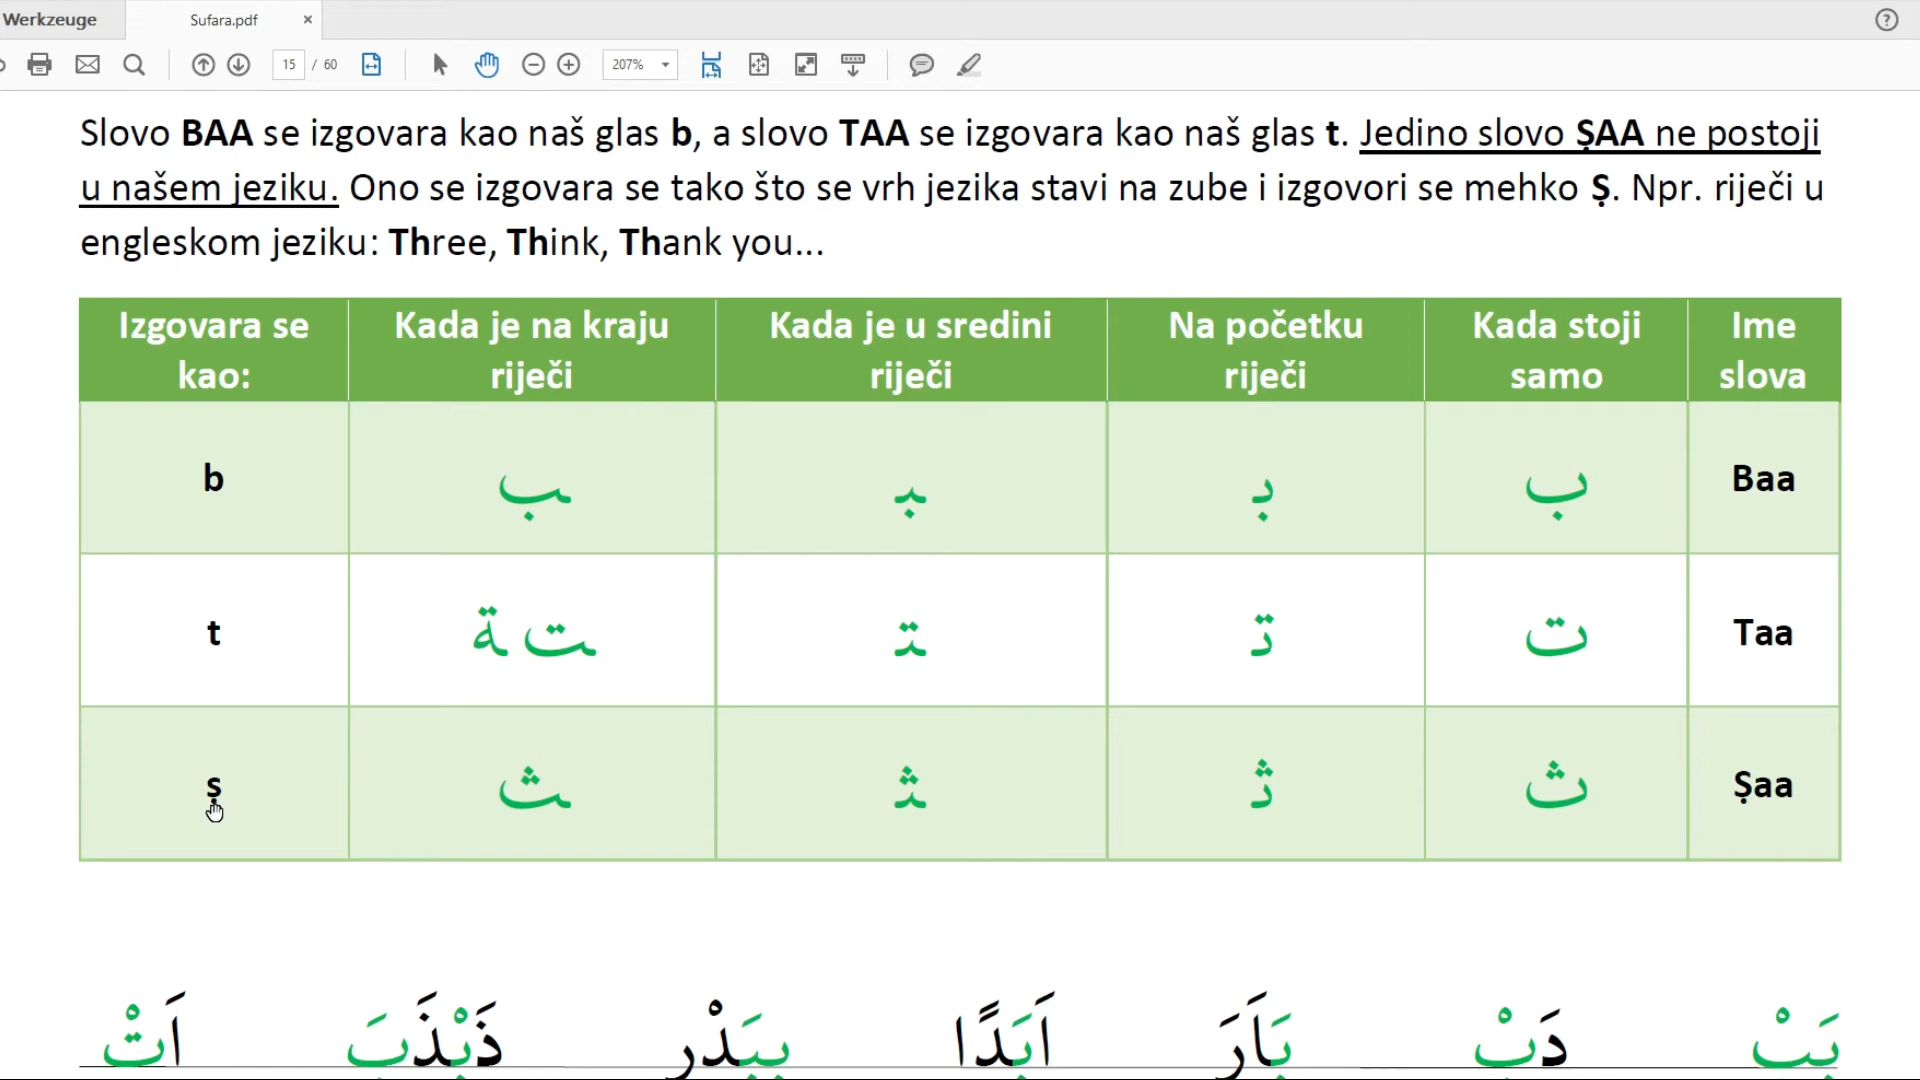 Werkzeuge
Sufara.pdf ×
?
15 / 60
207%
Slovo BAA se izgovara kao naš glas b, a slovo TAA se izgovara kao naš glas t. Jedino slovo ṢAA ne postoji
u našem jeziku. Ono se izgovara se tako što se vrh jezika stavi na zube i izgovori se mehko Ṣ. Npr. riječi u
engleskom jeziku: Three, Think, Thank you...
Izgovara se kao: Kada je na kraju riječi Kada je u sredini riječi Na početku riječi Kada stoji samo Ime slova
b ـب ـبـ بـ ب Baa
t ـة ـت ـتـ تـ ت Taa
ṣ ـث ـثـ ثـ ث Ṣaa
بَبْ دَبْ بَاَرَ اَبَدًا بِبَدْرٍ ذَبْذَبَ اَتْ